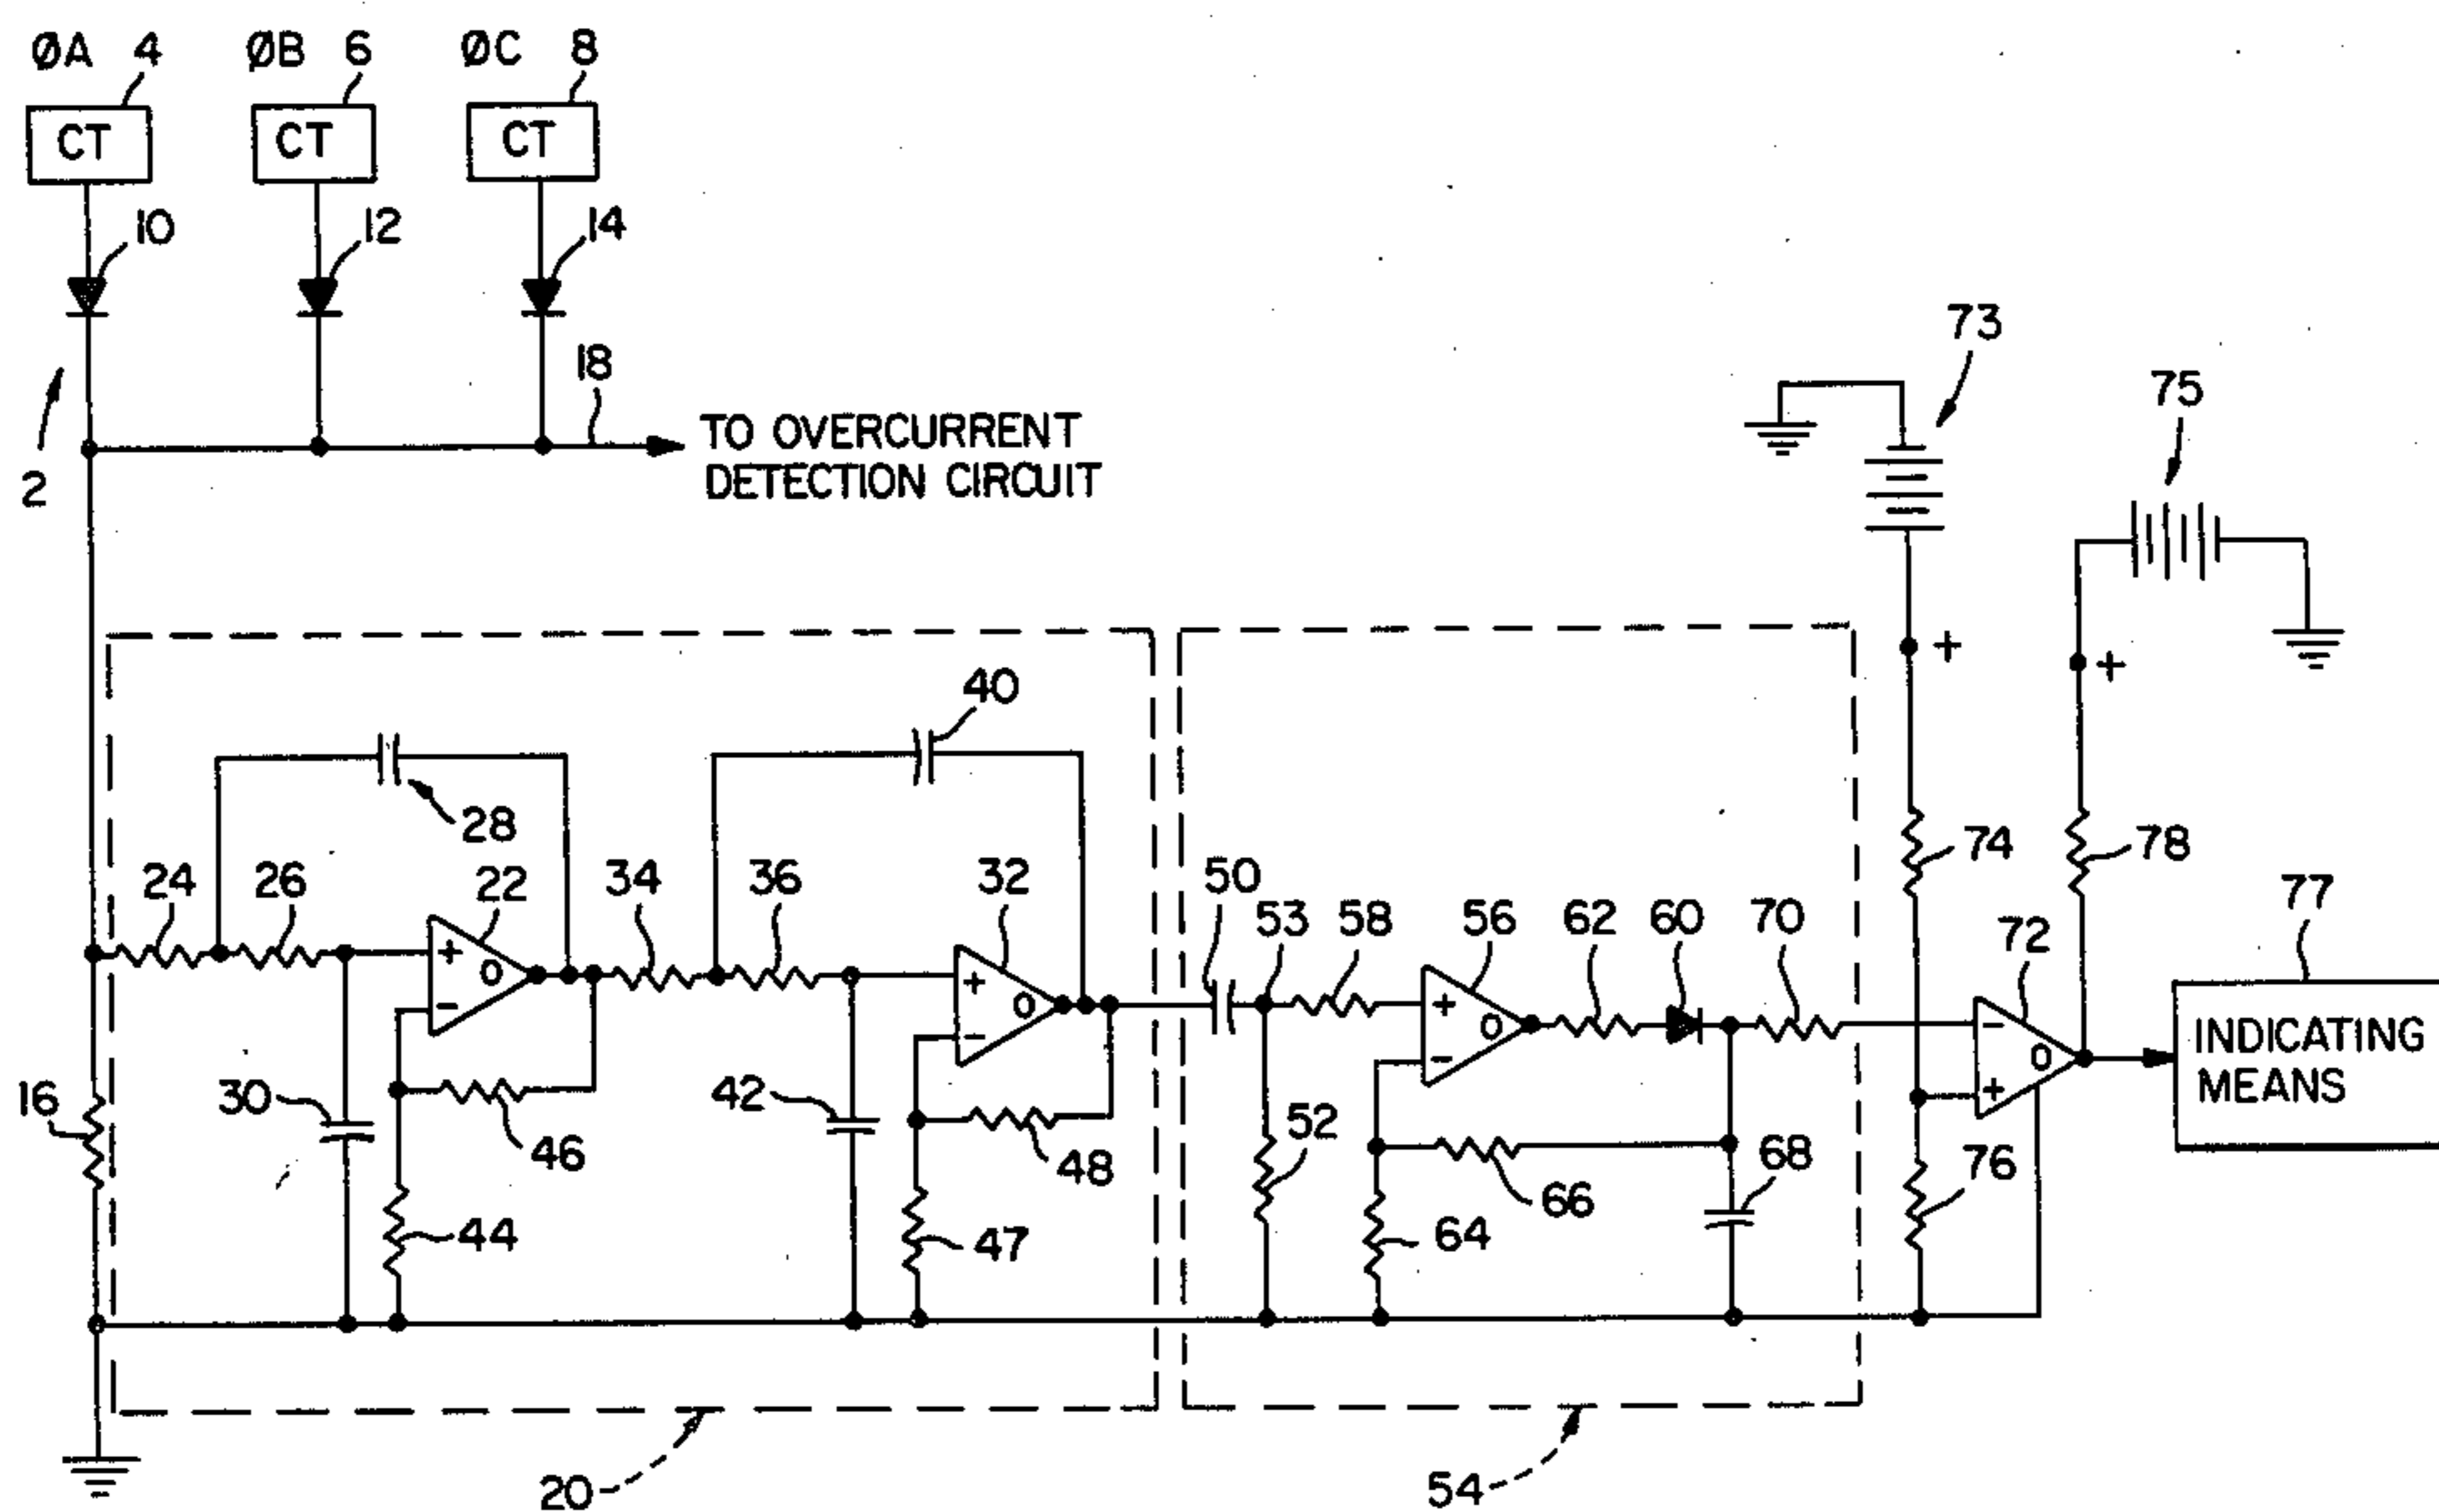 ØA 4 ØB 6 ØC 8
CT CT CT
10 12 14
18
2
TO OVERCURRENT
DETECTION CIRCUIT
73
75
+
+
40
28
74 78
24 26 22 34 36 32 50 53 58 56 62 60 70 72 77
+ O − + O − + O − − O +
INDICATING
MEANS
16 30 46 42 48 52 66 68 76
44 47 64
20 54